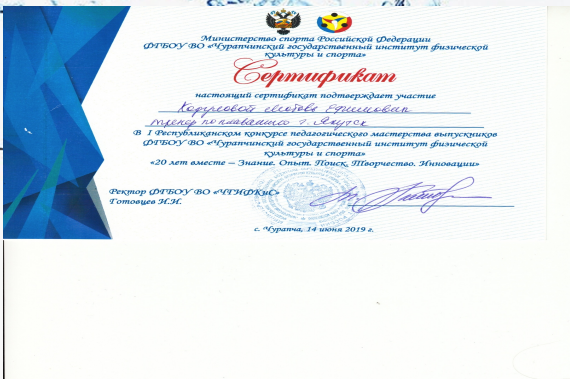 Министерство спорта Российской Федерации
ФГБОУ ВО «Чурапчинский государственный институт физической
культуры и спорта»
Сертификат
настоящий сертификат подтверждает участие
тренер по плаванию г. Якутск
В I Республиканском конкурсе педагогического мастерства выпускников
ФГБОУ ВО «Чурапчинский государственный институт физической
культуры и спорта»
«20 лет вместе – Знание. Опыт. Поиск. Творчество. Инновации»
Ректор ФГБОУ ВО «ЧГИФКиС»
Готовцев И.И.
с. Чурапча, 14 июня 2019 г.